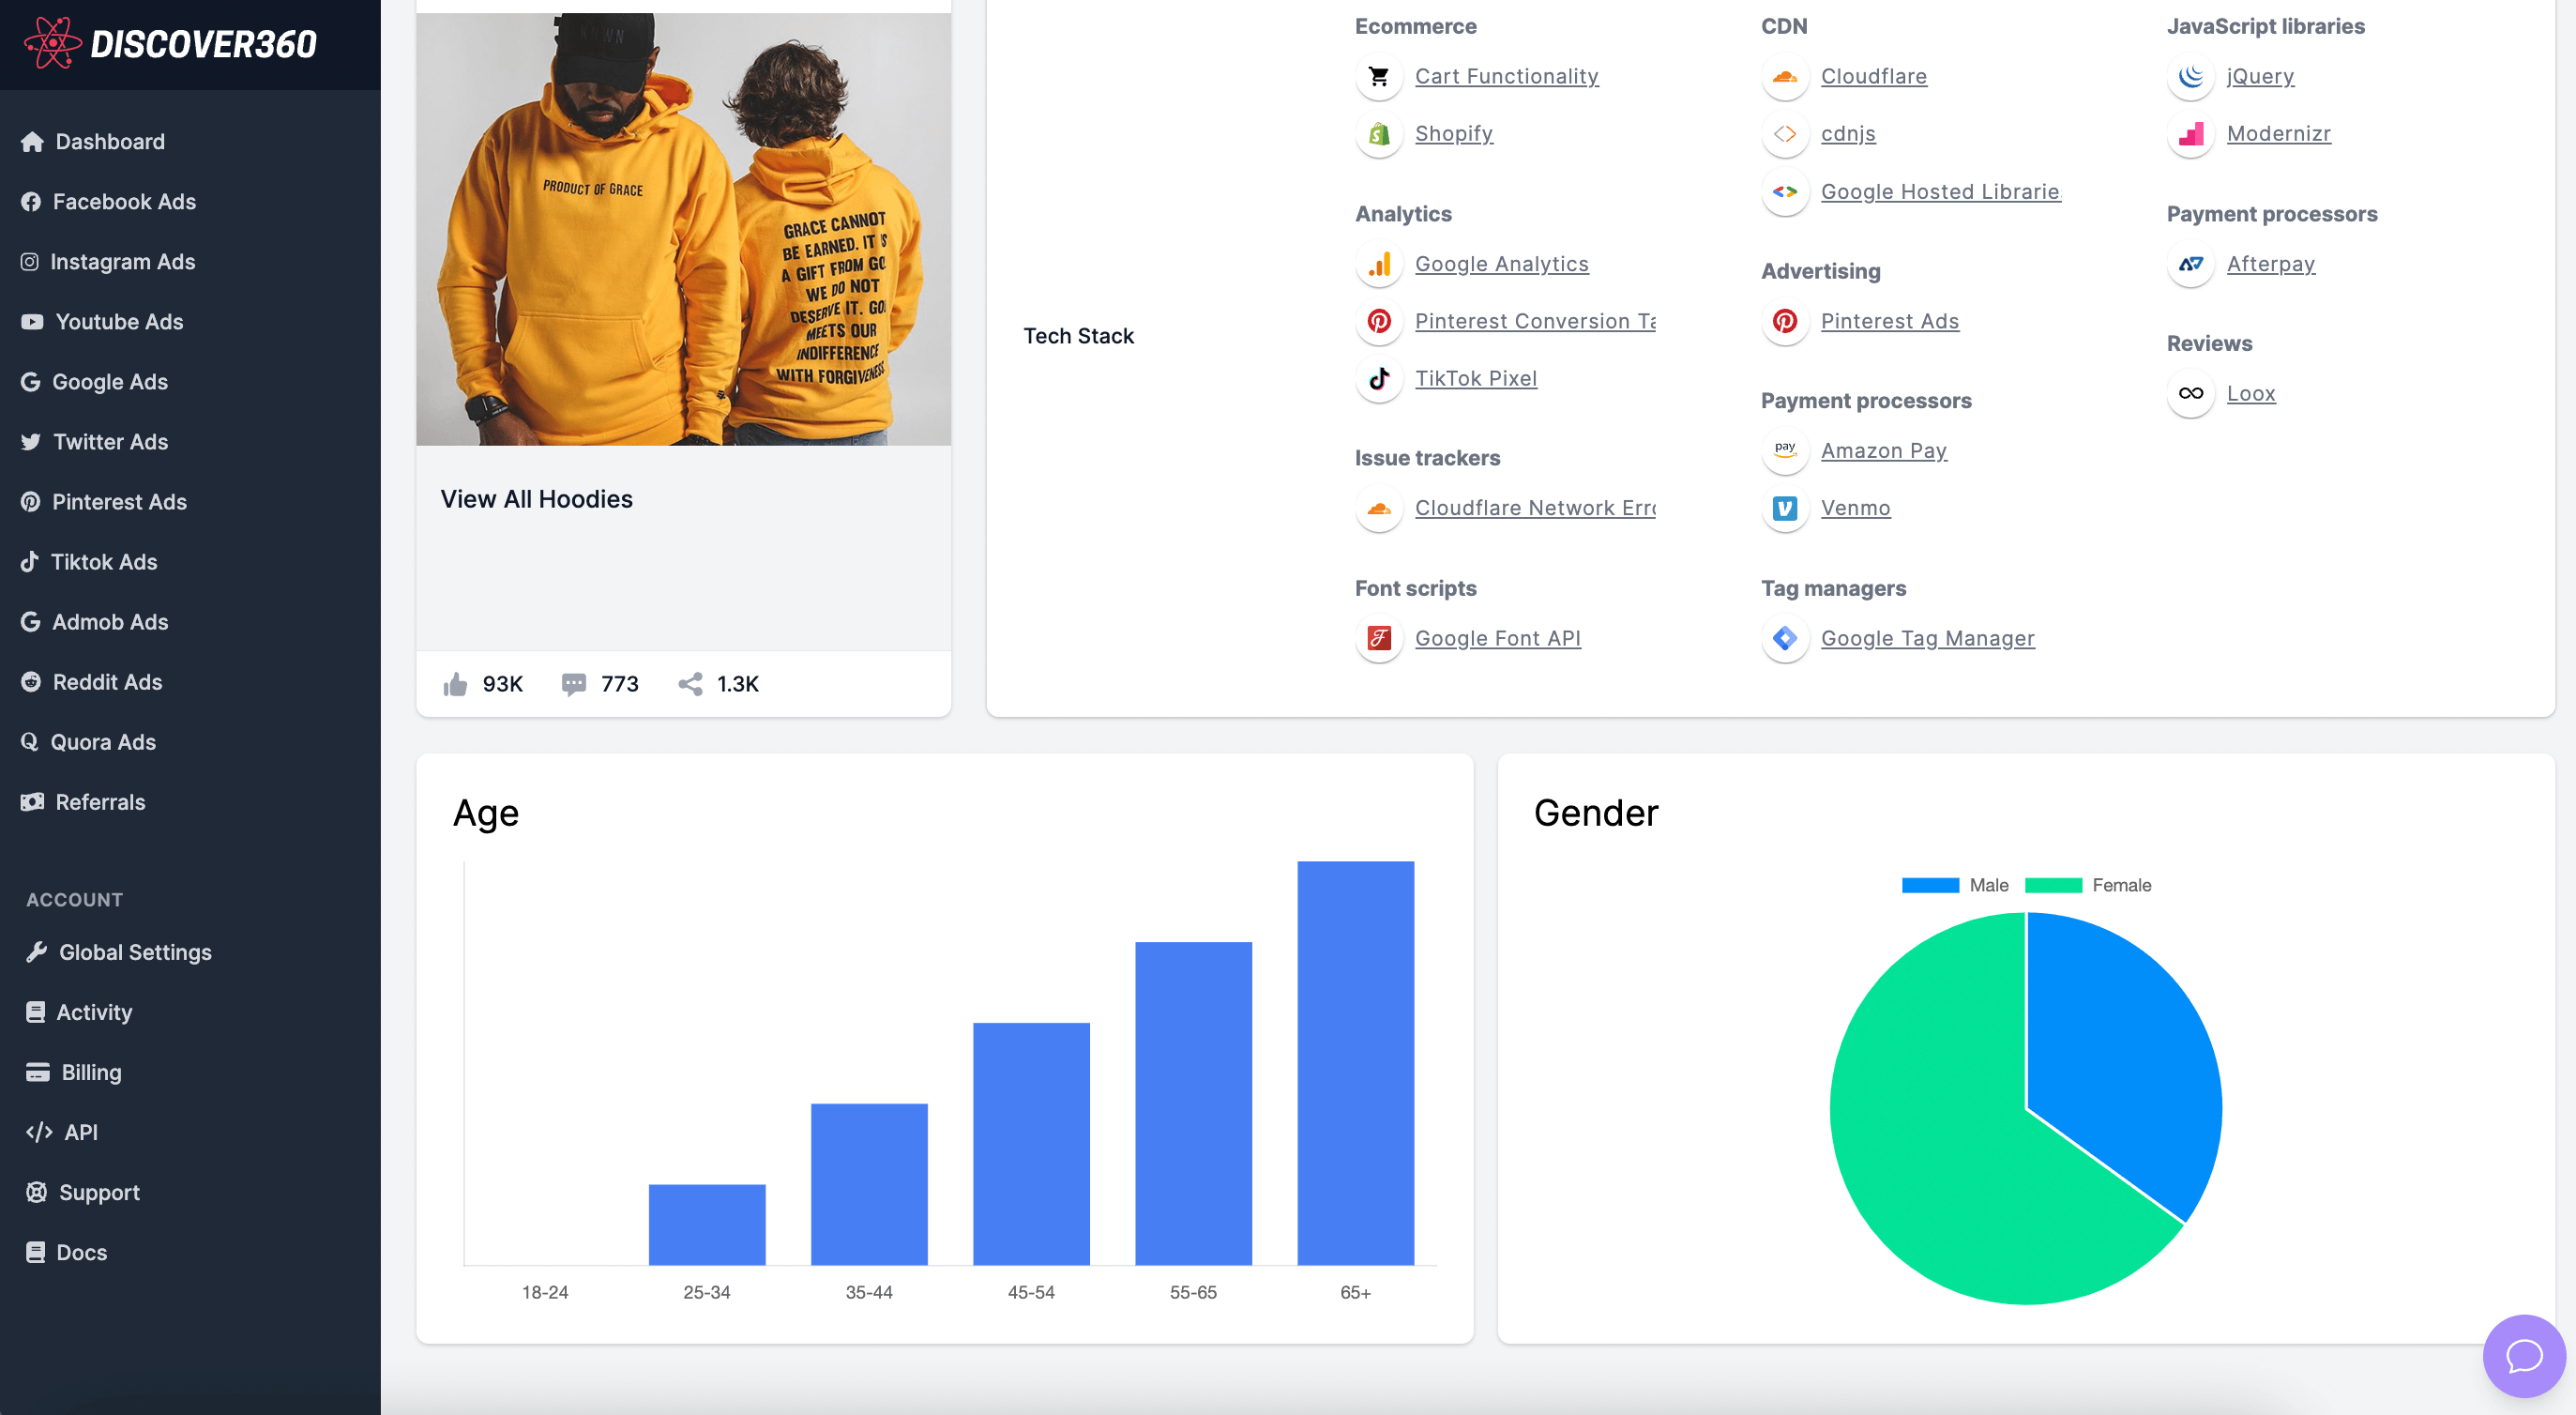 DISCOVER360
Dashboard
Facebook Ads
Instagram Ads
Youtube Ads
Google Ads
Twitter Ads
Pinterest Ads
Tiktok Ads
Admob Ads
Reddit Ads
Quora Ads
Referrals
ACCOUNT
Global Settings
Activity
Billing
API
Support
Docs
PRODUCT OF GRACE
GRACE CANNOT
BE EARNED. IT IS
A GIFT FROM GO
WE DO NOT
DESERVE IT. GO
MEETS OUR
INDIFFERENCE
WITH FORGIVENESS
View All Hoodies
93K
773
1.3K
Tech Stack
Ecommerce
Cart Functionality
Shopify
Analytics
Google Analytics
Pinterest Conversion Ta
TikTok Pixel
Issue trackers
Cloudflare Network Erro
Font scripts
Google Font API
CDN
Cloudflare
cdnjs
Google Hosted Libraries
Advertising
Pinterest Ads
Payment processors
pay
Amazon Pay
Venmo
Tag managers
Google Tag Manager
JavaScript libraries
jQuery
Modernizr
Payment processors
Afterpay
Reviews
Loox
Age
18-24
25-34
35-44
45-54
55-65
65+
Gender
Male
Female